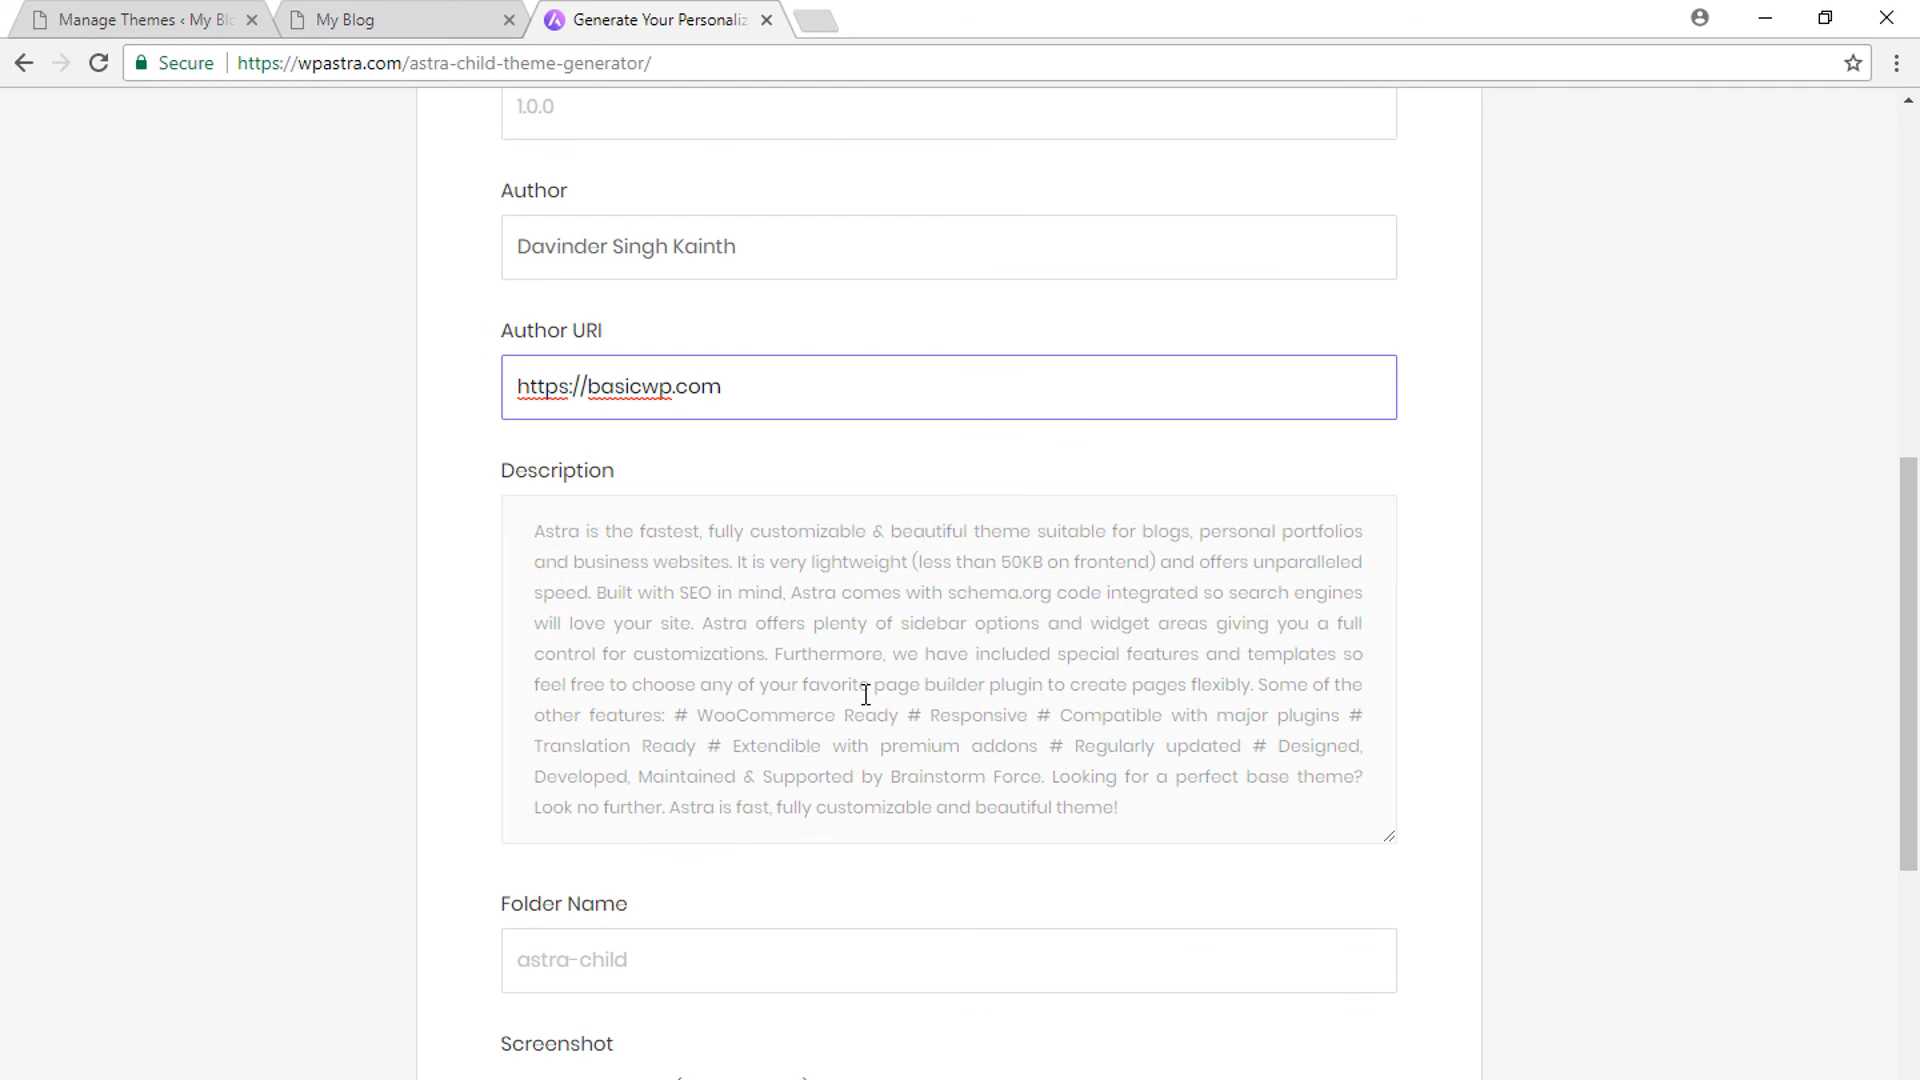 Manage Themes ‹ My Bl
My Blog
Generate Your Personaliz
Secure
https://wpastra.com/astra-child-theme-generator/
1.0.0
Author
Davinder Singh Kainth
Author URI
https://basicwp.com
Description
Astra is the fastest, fully customizable & beautiful theme suitable for blogs, personal portfolios
and business websites. It is very lightweight (less than 50KB on frontend) and offers unparalleled
speed. Built with SEO in mind, Astra comes with schema.org code integrated so search engines
will love your site. Astra offers plenty of sidebar options and widget areas giving you a full
control for customizations. Furthermore, we have included special features and templates so
feel free to choose any of your favorite page builder plugin to create pages flexibly. Some of the
other features: # WooCommerce Ready # Responsive # Compatible with major plugins #
Translation Ready # Extendible with premium addons # Regularly updated # Designed,
Developed, Maintained & Supported by Brainstorm Force. Looking for a perfect base theme?
Look no further. Astra is fast, fully customizable and beautiful theme!
Folder Name
astra-child
Screenshot